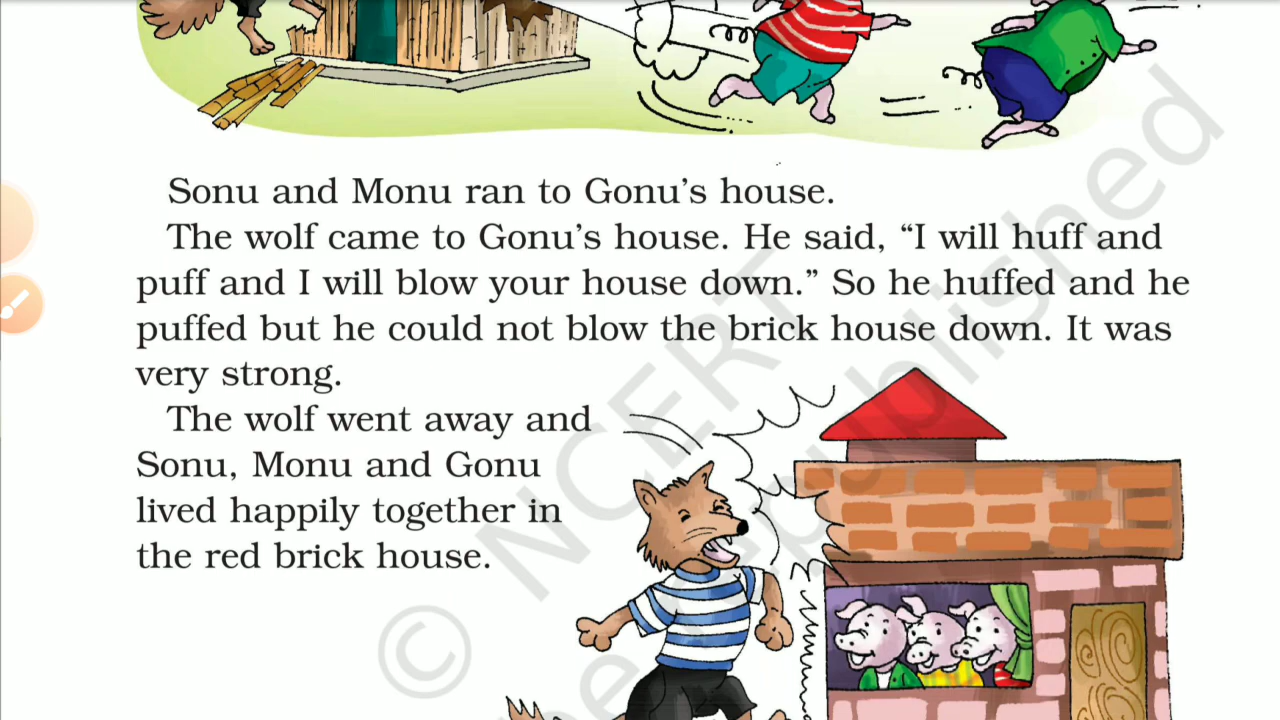 Sonu and Monu ran to Gonu’s house.
The wolf came to Gonu’s house. He said, “I will huff and
puff and I will blow your house down.” So he huffed and he
puffed but he could not blow the brick house down. It was
very strong.
The wolf went away and
Sonu, Monu and Gonu
lived happily together in
the red brick house.
© NCERT
be republished